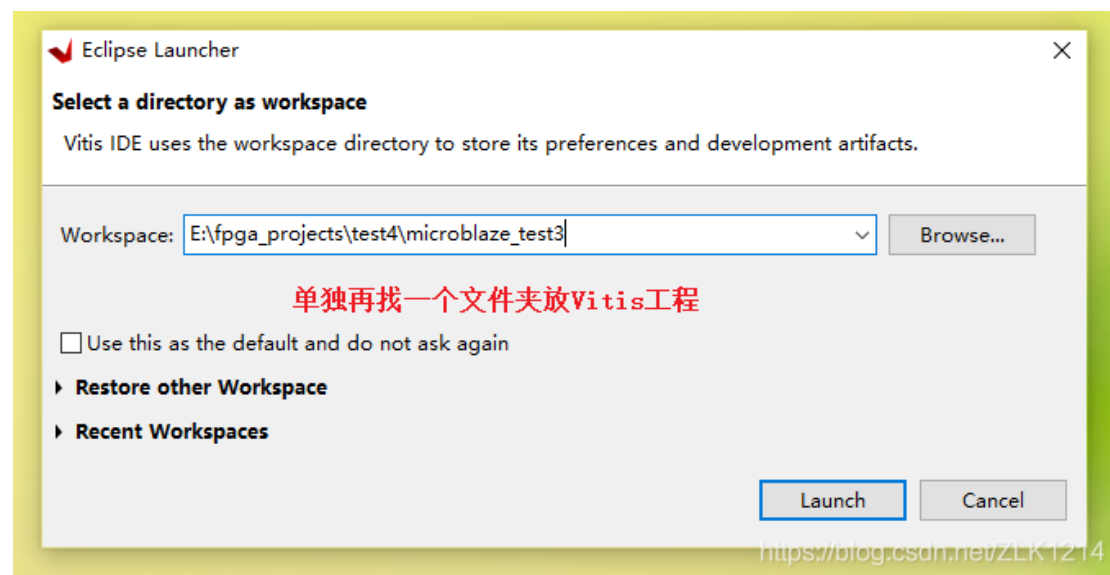 Eclipse Launcher
Select a directory as workspace
Vitis IDE uses the workspace directory to store its preferences and development artifacts.
Workspace: E:\fpga_projects\test4\microblaze_test3 Browse...
单独再找一个文件夹放Vitis工程
Use this as the default and do not ask again
Restore other Workspace
Recent Workspaces
Launch Cancel
https://blog.csdn.net/ZLK1214